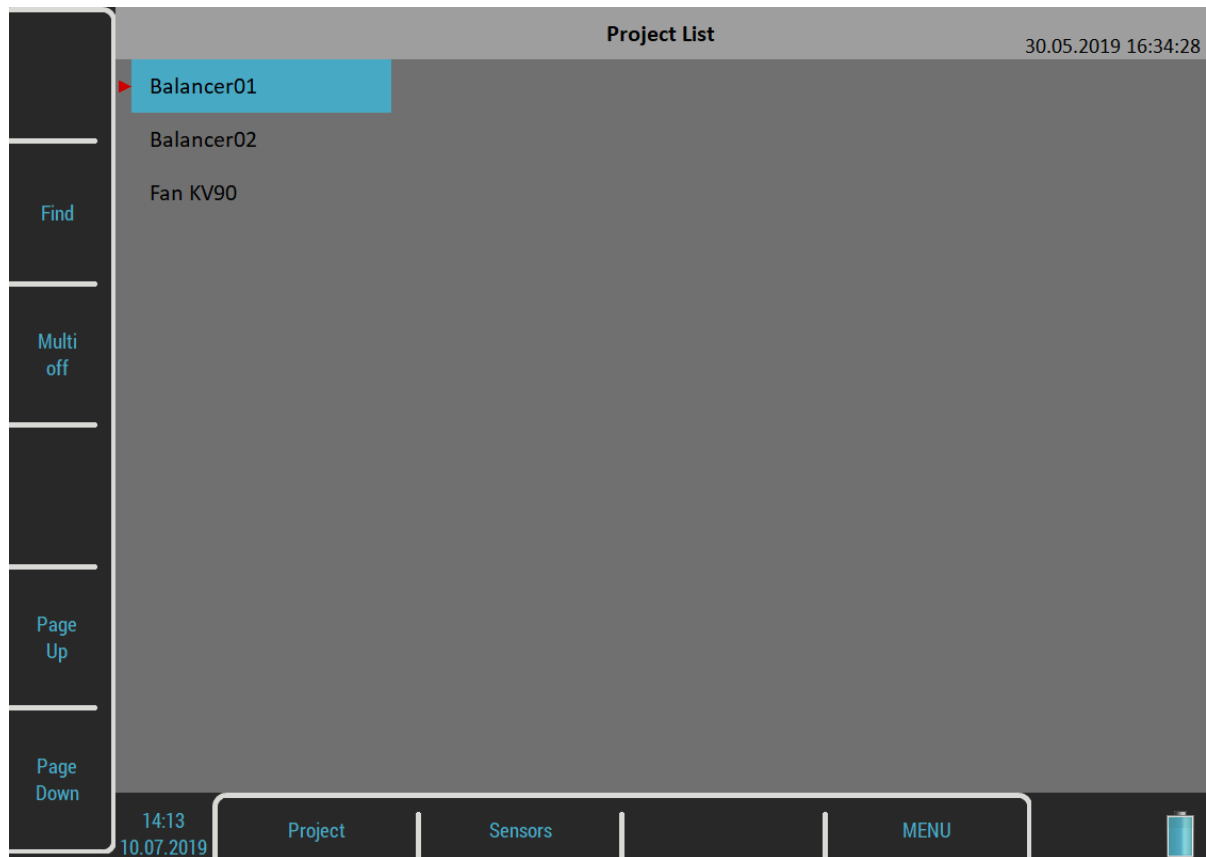 Project List
30.05.2019 16:34:28
Balancer01
Balancer02
Fan KV90
Find
Multi
off
Page
Up
Page
Down
14:13
10.07.2019
Project
Sensors
MENU